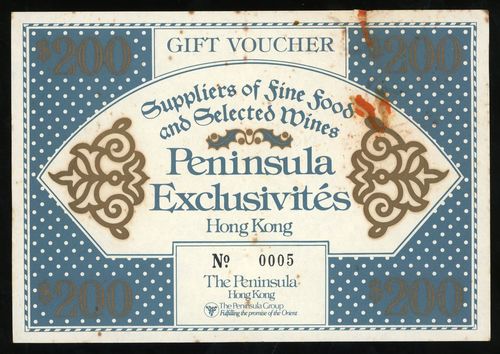 $200 GIFT VOUCHER $200
Suppliers of Fine Food
and Selected Wines
Peninsula
Exclusivités
Hong Kong
No 0005
The Peninsula
Hong Kong
The Peninsula Group
Fulfilling the promise of the Orient
$200 $200